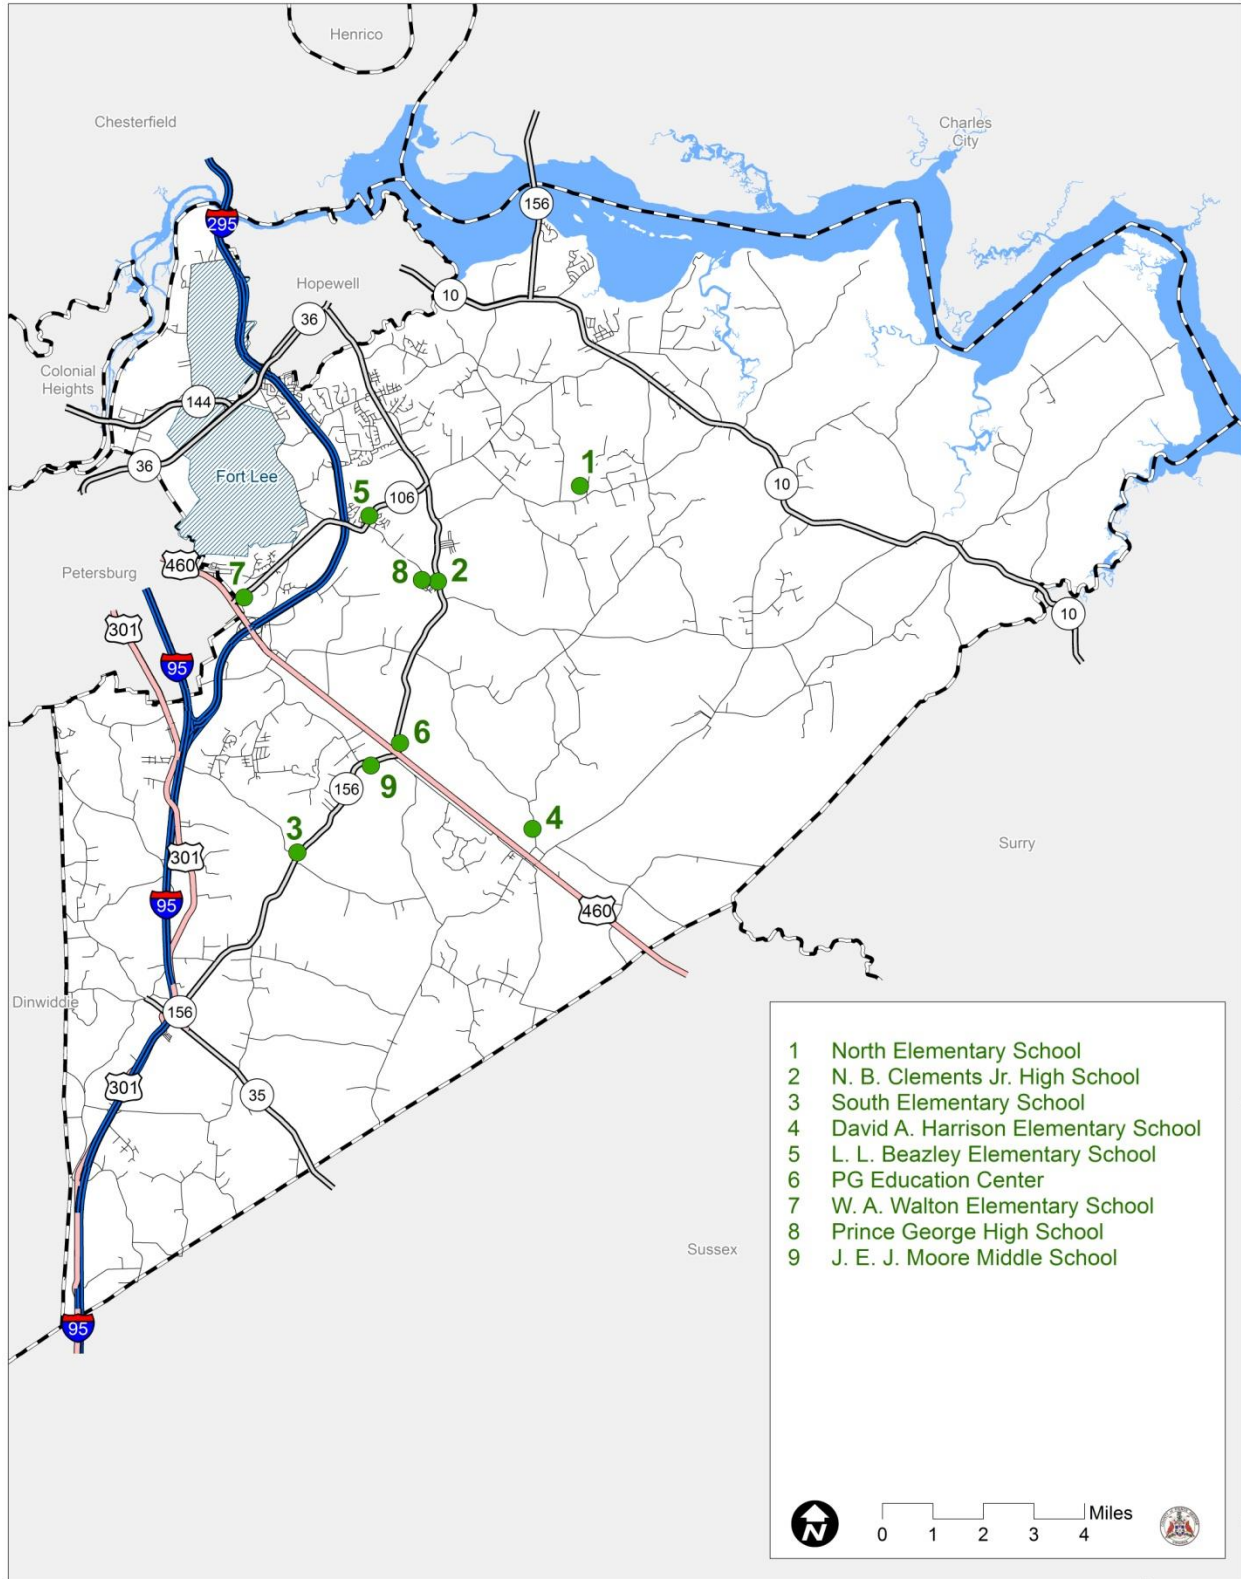 Henrico
Chesterfield
Charles
City
295
156
Hopewell
10
36
Colonial
Heights
144
36
Fort Lee
1
10
5
106
460
Petersburg
7
8
2
301
10
95
6
9
156
4
3
301
Surry
95
460
Dinwiddie
156
301
35
Sussex
95
1 North Elementary School
2 N. B. Clements Jr. High School
3 South Elementary School
4 David A. Harrison Elementary School
5 L. L. Beazley Elementary School
6 PG Education Center
7 W. A. Walton Elementary School
8 Prince George High School
9 J. E. J. Moore Middle School
N
Miles
0 1 2 3 4